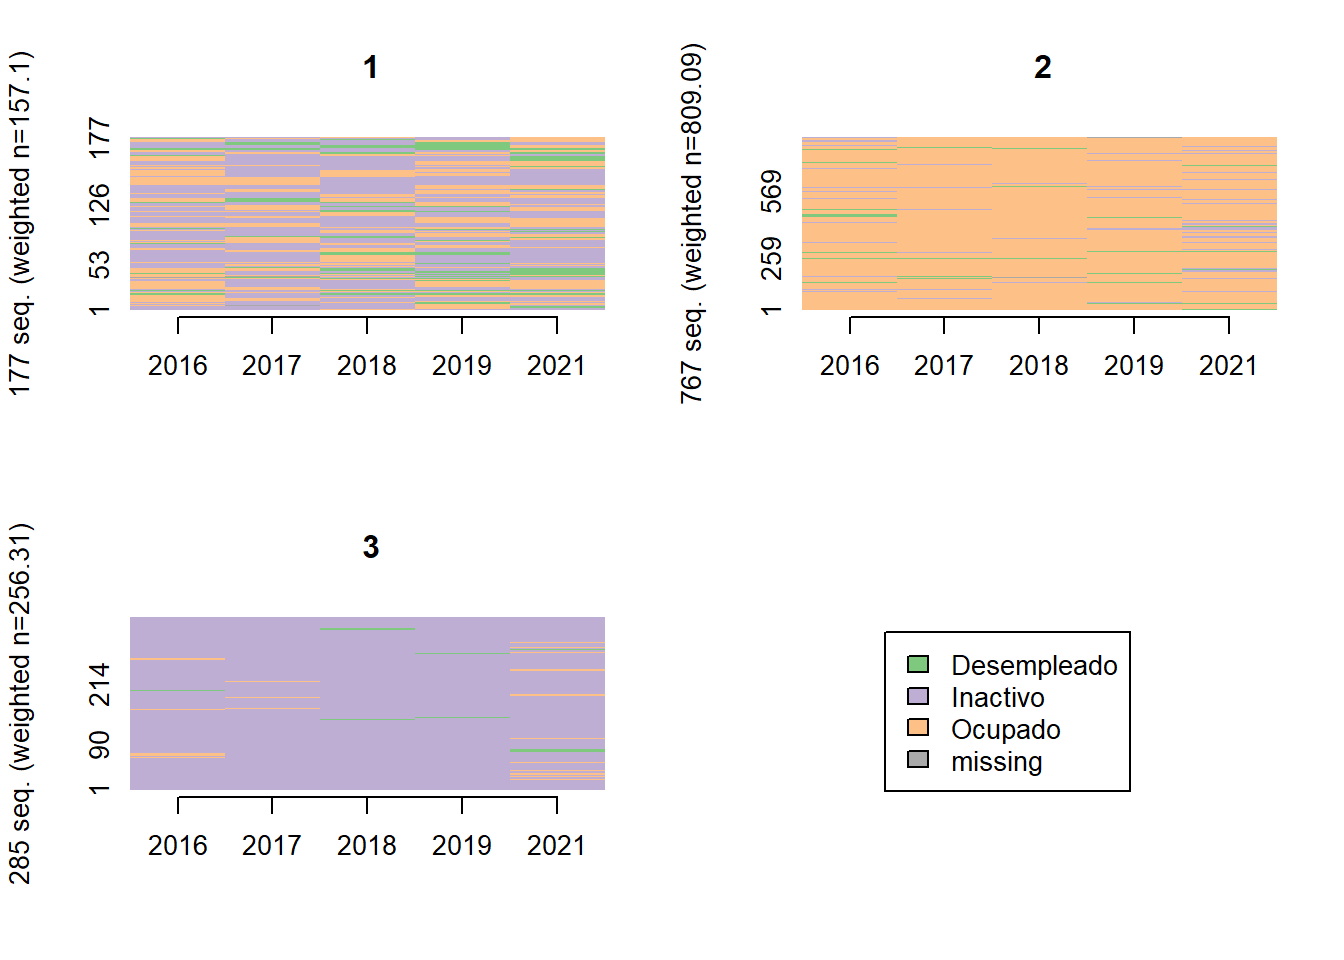 1
177 seq. (weighted n=157.1)
177
126
53
1
2016 2017 2018 2019 2021
2
767 seq. (weighted n=809.09)
569
259
1
2016 2017 2018 2019 2021
3
285 seq. (weighted n=256.31)
214
90
1
2016 2017 2018 2019 2021
Desempleado
Inactivo
Ocupado
missing